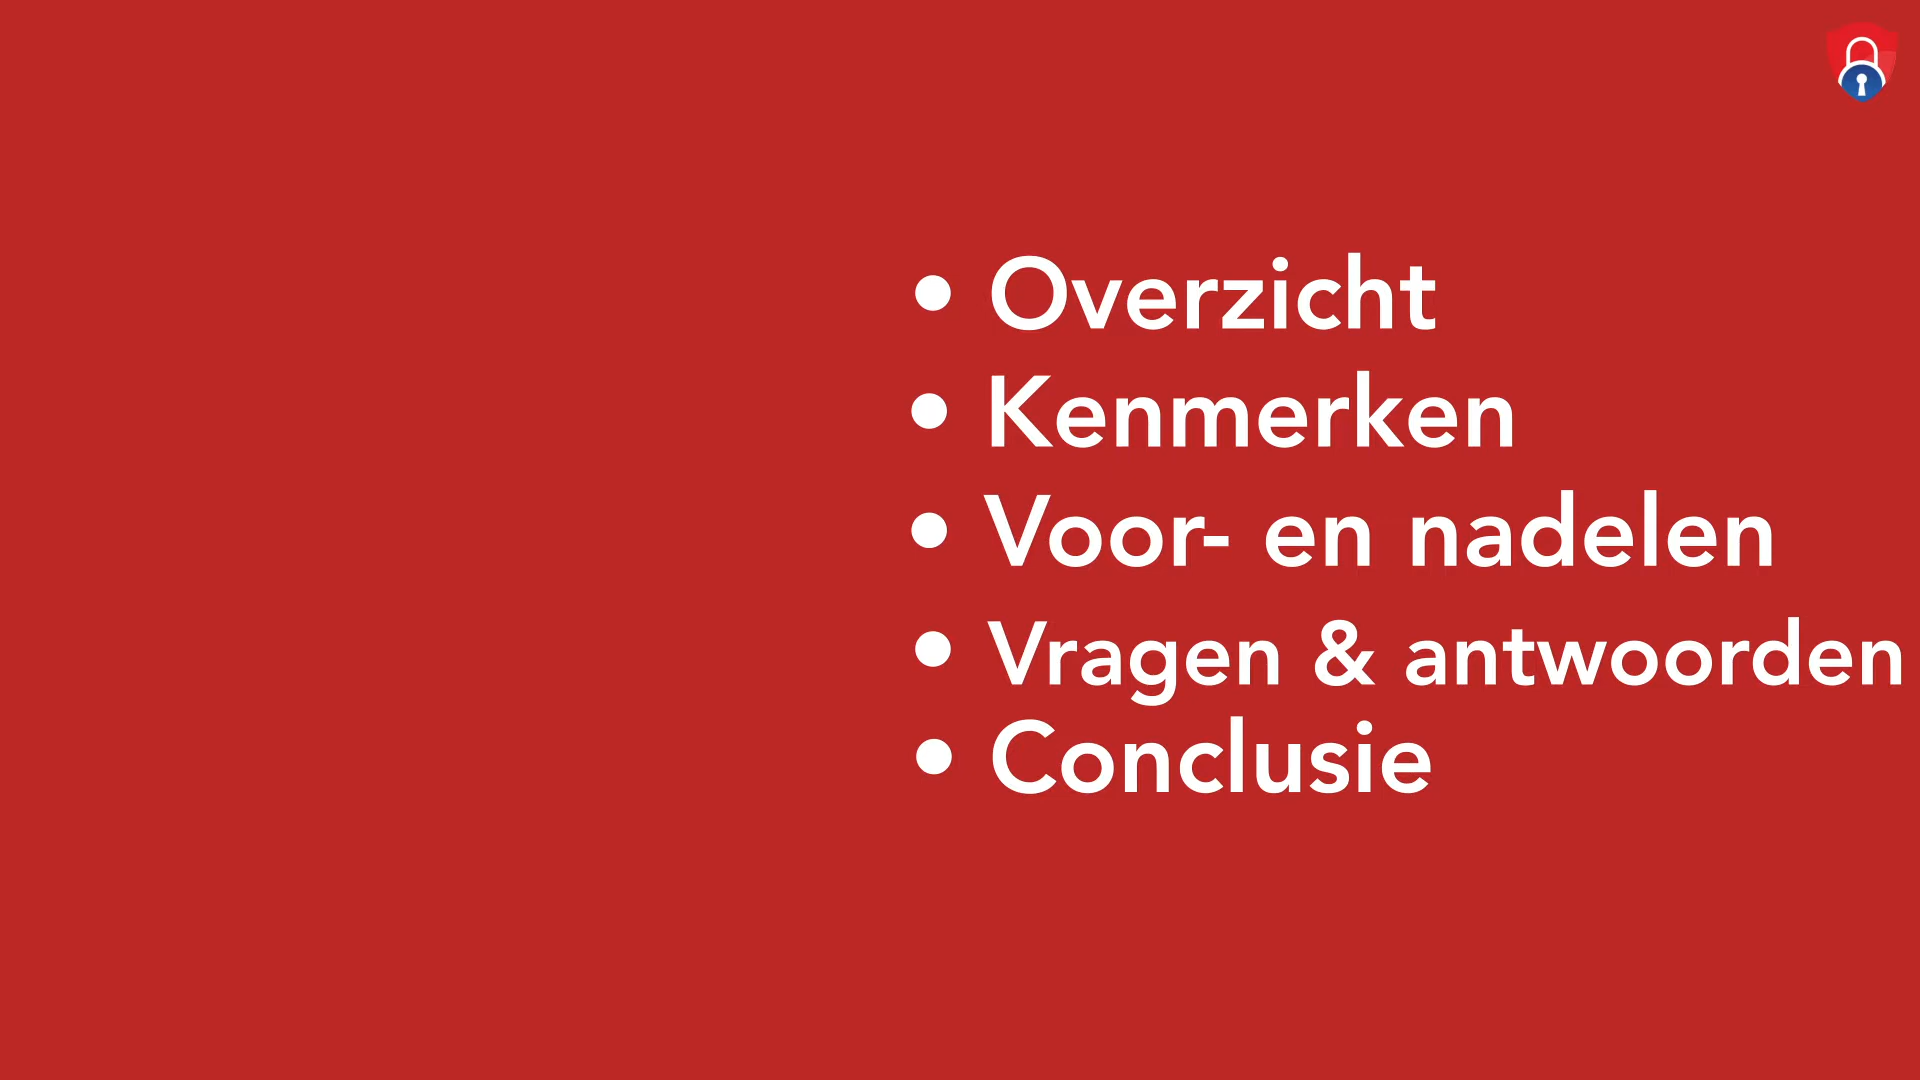 • Overzicht
• Kenmerken
• Voor- en nadelen
• Vragen & antwoorden
• Conclusie